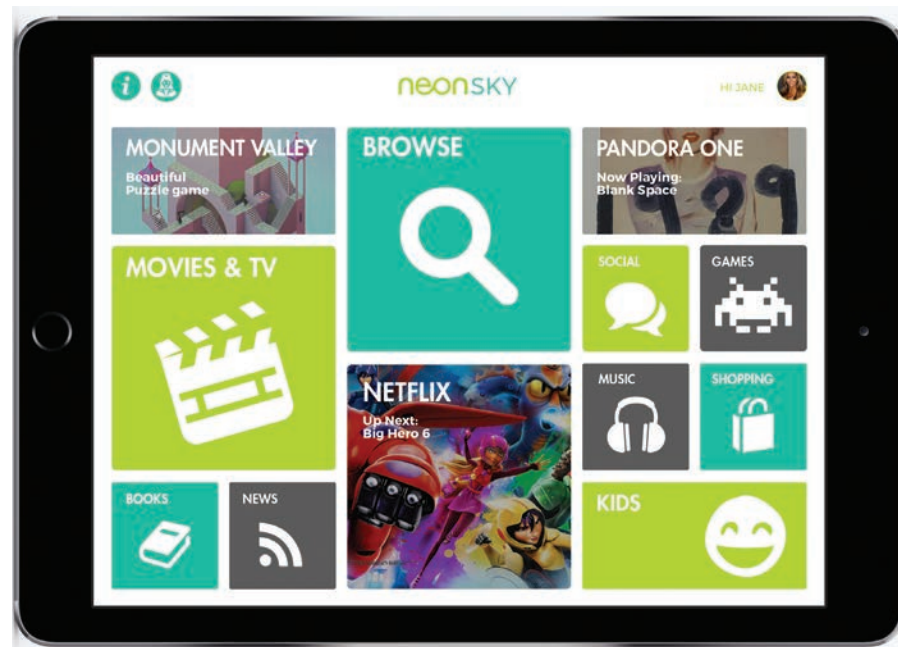 i
neonSKY
HI JANE
MONUMENT VALLEY
Beautiful
Puzzle game
BROWSE
PANDORA ONE
Now Playing:
Blank Space
1989
MOVIES & TV
SOCIAL
GAMES
NETFLIX
Up Next:
Big Hero 6
MUSIC
SHOPPING
BOOKS
NEWS
KIDS